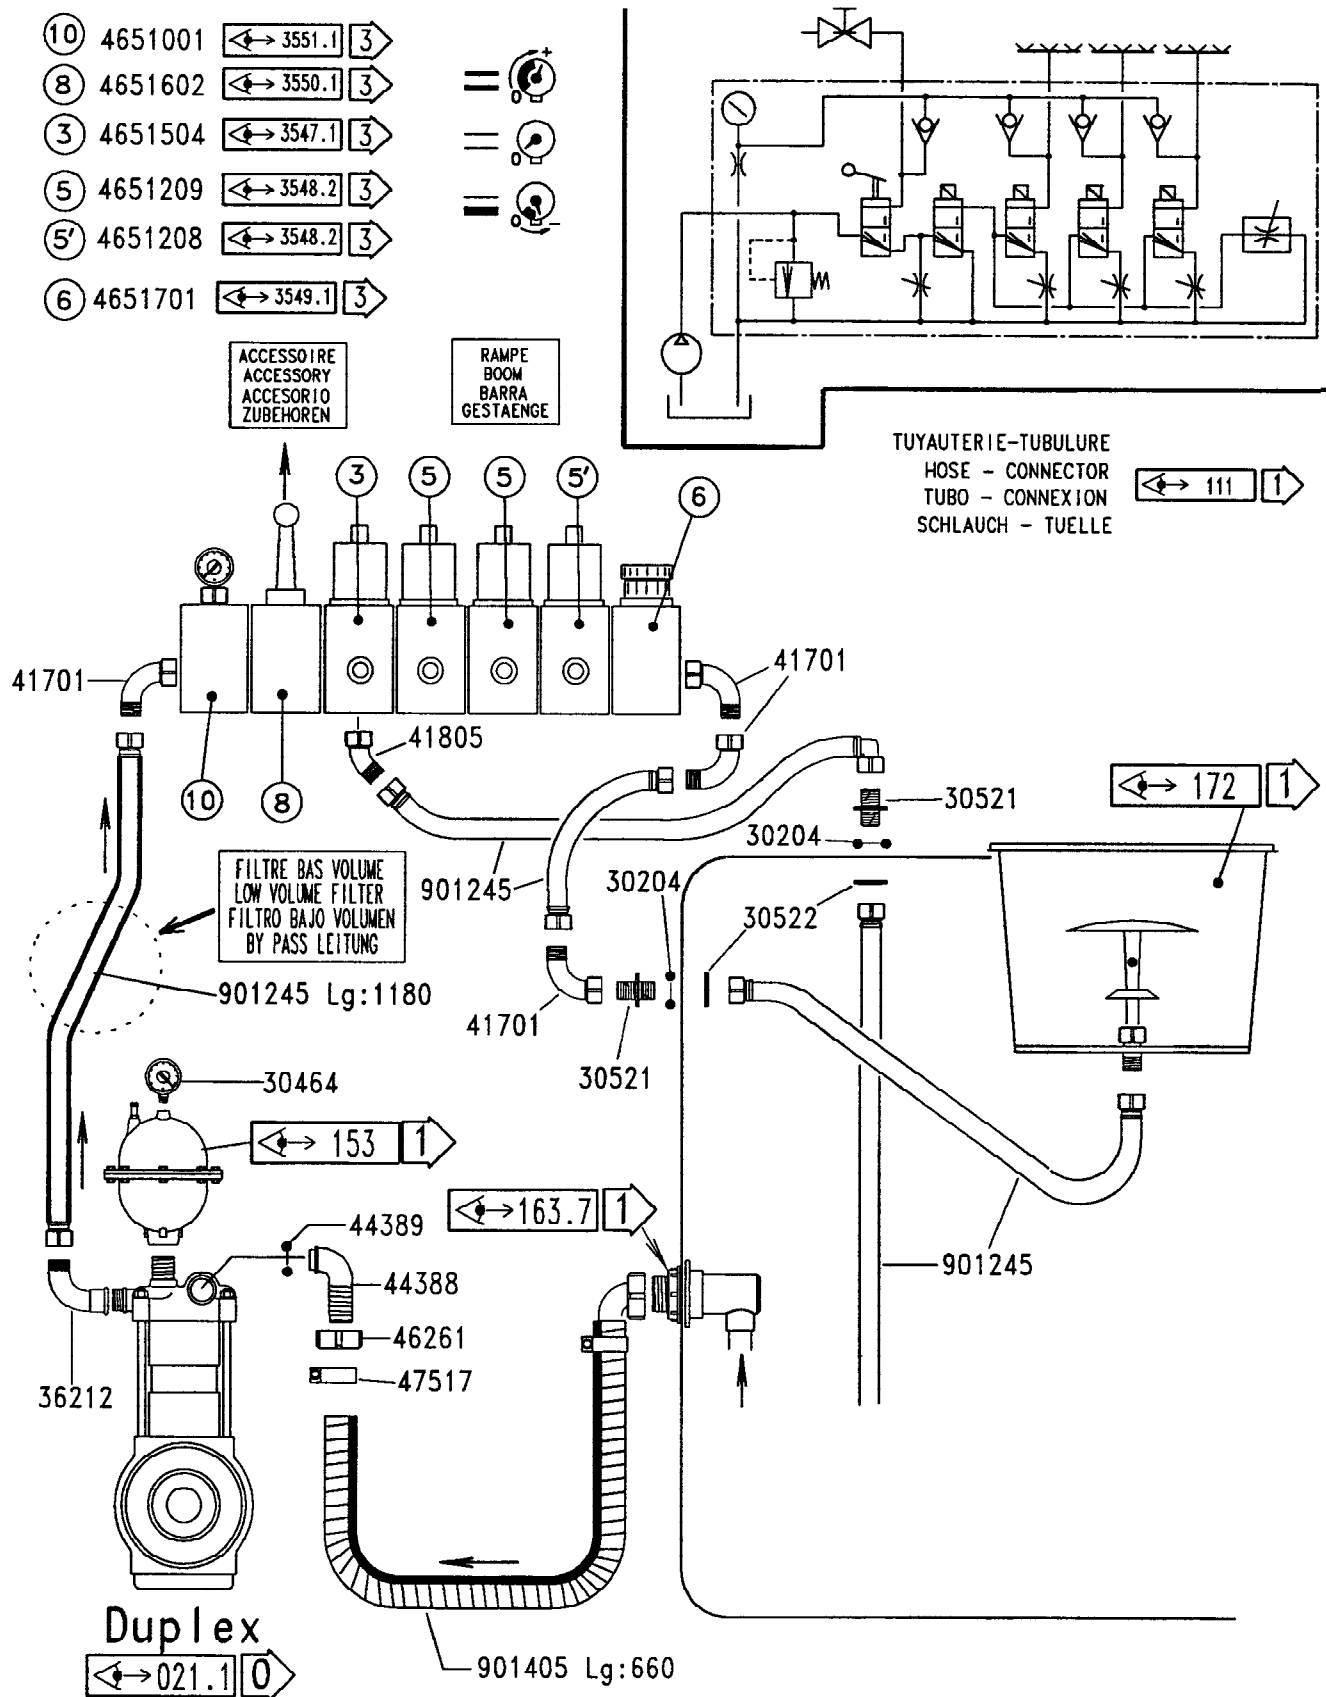 10 4651001 3551.1 3
8 4651602 3550.1 3
3 4651504 3547.1 3
5 4651209 3548.2 3
5' 4651208 3548.2 3
6 4651701 3549.1 3
0 +
0
0 -
ACCESSOIRE
ACCESSORY
ACCESORIO
ZUBEHOREN
RAMPE
BOOM
BARRA
GESTAENGE
TUYAUTERIE-TUBULURE
HOSE - CONNECTOR
TUBO - CONNEXION
SCHLAUCH - TUELLE
111 1
3 5 5 5' 6
41701
41701
41805
10 8
172 1
30521
30204
901245
30204
30522
FILTRE BAS VOLUME
LOW VOLUME FILTER
FILTRO BAJO VOLUMEN
BY PASS LEITUNG
901245 Lg:1180
41701
30521
30464
153 1
163.7 1
44389
44388
901245
46261
47517
36212
Duplex
021.1 0
901405 Lg:660